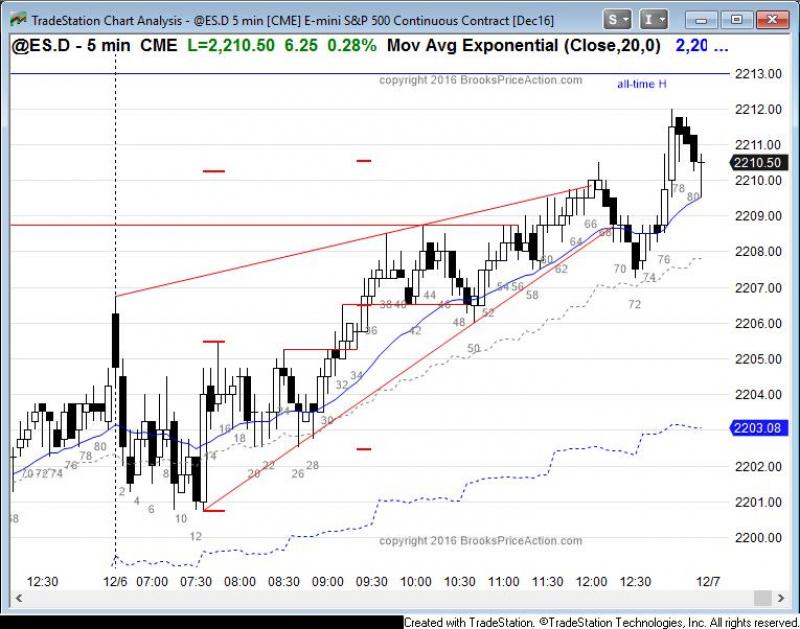 TradeStation Chart Analysis - @ES.D 5 min [CME] E-mini S&P 500 Continuous Contract [Dec16]
S I
@ES.D - 5 min CME L=2,210.50 6.25 0.28% Mov Avg Exponential (Close,20,0) 2,20 ...
copyright 2016 BrooksPriceAction.com
all-time H
2213.00
2212.00
2211.00
2210.50
2210.00
2209.00
2208.00
2207.00
2206.00
2205.00
2204.00
2203.08
2202.00
2201.00
2200.00
70 72 74 76 78 80
68
2 4 6 8 10 12 14 16 18 20 22 24 26 28 30 32 34 36 38 40 42 44 46 48 50 52 54 56 58 60 62 64 66 68 70 72 74 76 78 80
copyright 2016 BrooksPriceAction.com
12:30 12/6 07:00 07:30 08:00 08:30 09:00 09:30 10:00 10:30 11:00 11:30 12:00 12:30 12/7
Created with TradeStation. ©TradeStation Technologies, Inc. All rights reserved.